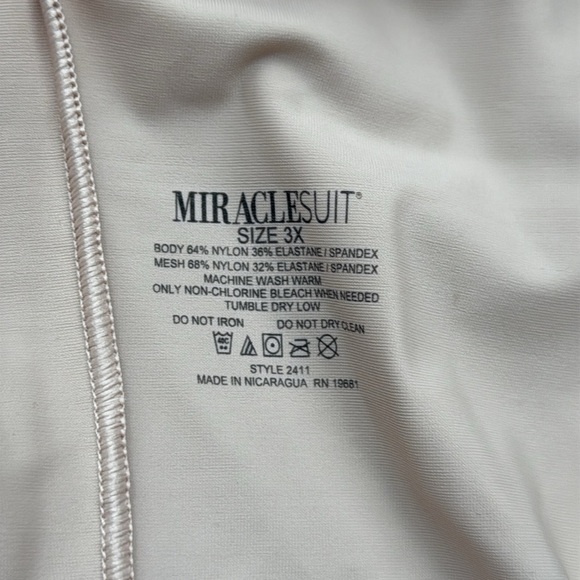 MIRACLESUIT®
SIZE 3X
BODY 64% NYLON 36% ELASTANE / SPANDEX
MESH 68% NYLON 32% ELASTANE / SPANDEX
MACHINE WASH WARM
ONLY NON-CHLORINE BLEACH WHEN NEEDED
TUMBLE DRY LOW
DO NOT IRON DO NOT DRY CLEAN
40C
STYLE 2411
MADE IN NICARAGUA RN 19681